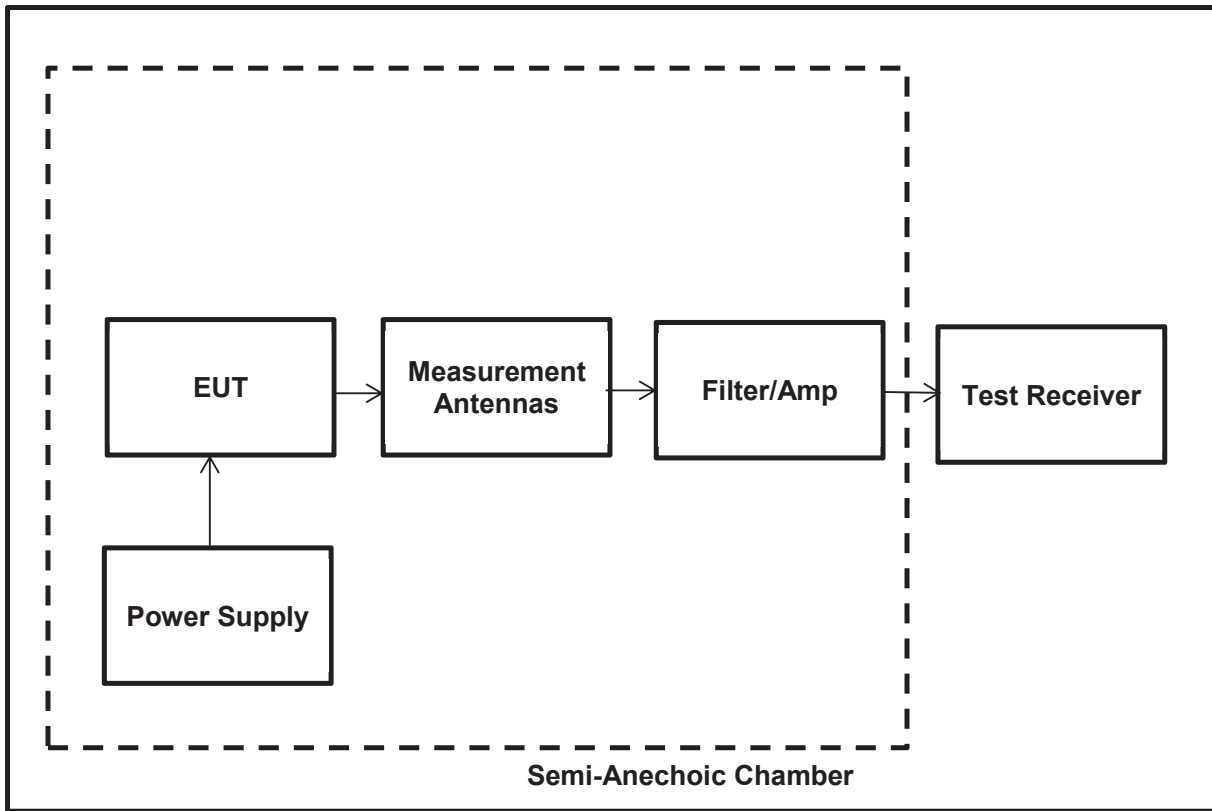 EUT
Measurement
Antennas
Filter/Amp
Test Receiver
Power Supply
Semi-Anechoic Chamber